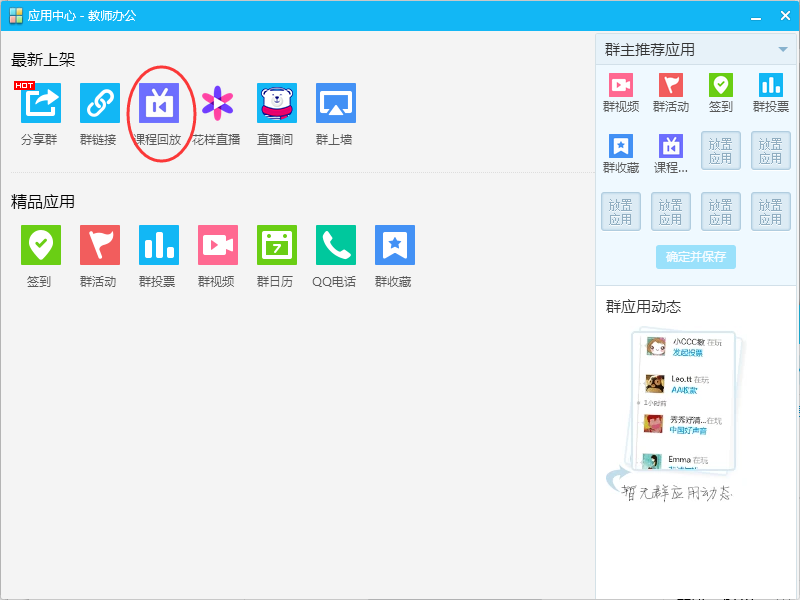 应用中心 - 教师办公
最新上架
HOT
分享群 群链接 课程回放 花样直播 直播间 群上墙
精品应用
7
签到 群活动 群投票 群视频 群日历 QQ电话 群收藏
群主推荐应用
群视频 群活动 签到 群投票
放置 放置
应用 应用
群收藏 课程...
放置 放置 放置 放置
应用 应用 应用 应用
确定并保存
群应用动态
小CCC歌 在玩
发起投票
Leo.tt 在玩
AA收款
1小时前
秀秀好清...在玩
中国好声音
Emma 在玩
暂无群应用动态